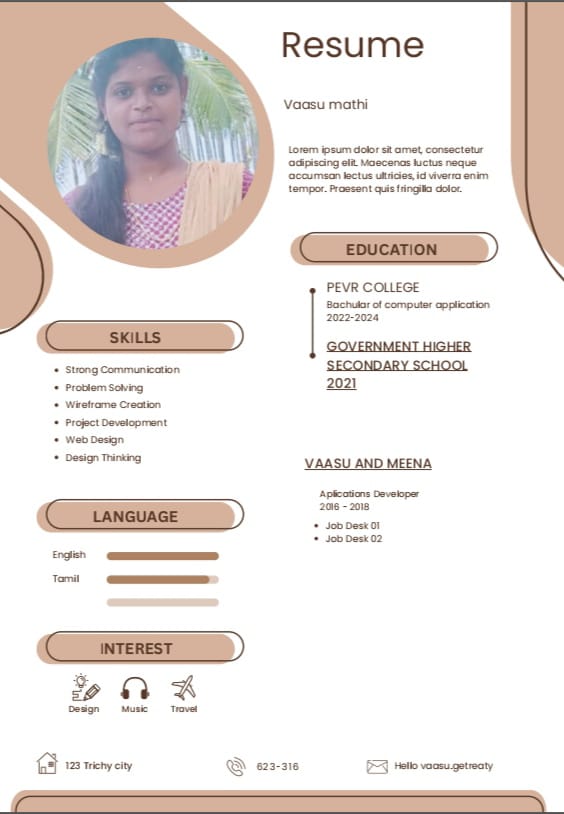 Resume
Vaasu mathi
Lorem ipsum dolor sit amet, consectetur
adipiscing elit. Maecenas luctus neque
accumsan lectus ultricies, id viverra enim
tempor. Praesent quis fringilla dolor.
EDUCATION
PEVR COLLEGE
Bachular of computer application
2022-2024
GOVERNMENT HIGHER
SECONDARY SCHOOL
2021
SKILLS
Strong Communication
Problem Solving
Wireframe Creation
Project Development
Web Design
Design Thinking
VAASU AND MEENA
Aplications Developer
2016 - 2018
Job Desk 01
Job Desk 02
LANGUAGE
English
Tamil
INTEREST
Design
Music
Travel
123 Trichy city
623-316
Hello vaasu.getreaty